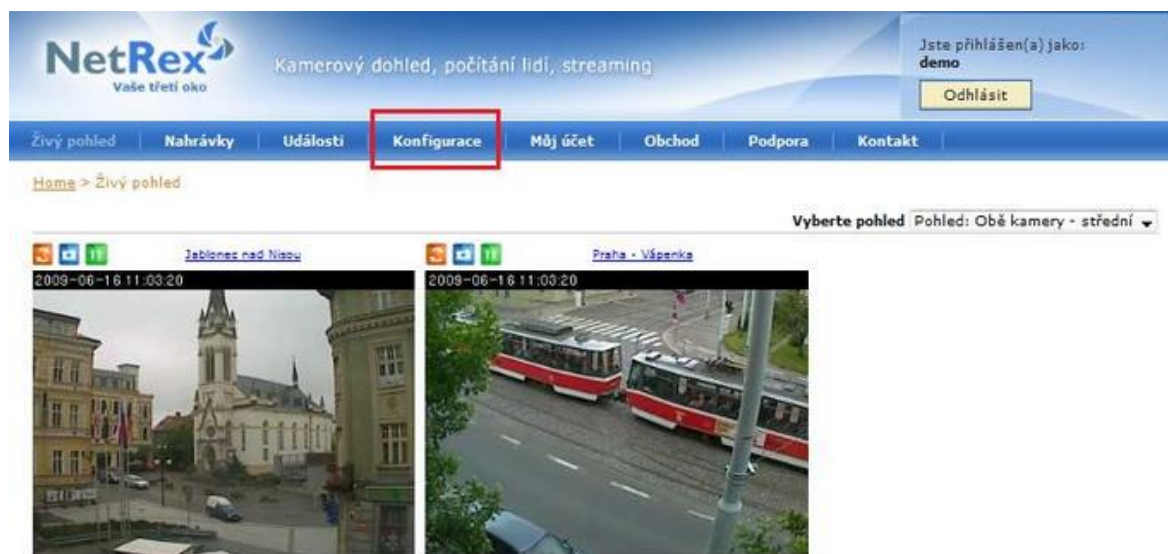 NetRex
Vaše třetí oko
Kamerový dohled, počítání lidí, streaming
Jste přihlášen(a) jako:
demo
Odhlásit
Živý pohled
Nahrávky
Události
Konfigurace
Můj účet
Obchod
Podpora
Kontakt
Home > Živý pohled
Vyberte pohled Pohled: Obě kamery - střední
Jablonec nad Nisou
Praha - Vápenka
2009-06-16 11:03:20
2009-06-16 11:03:20